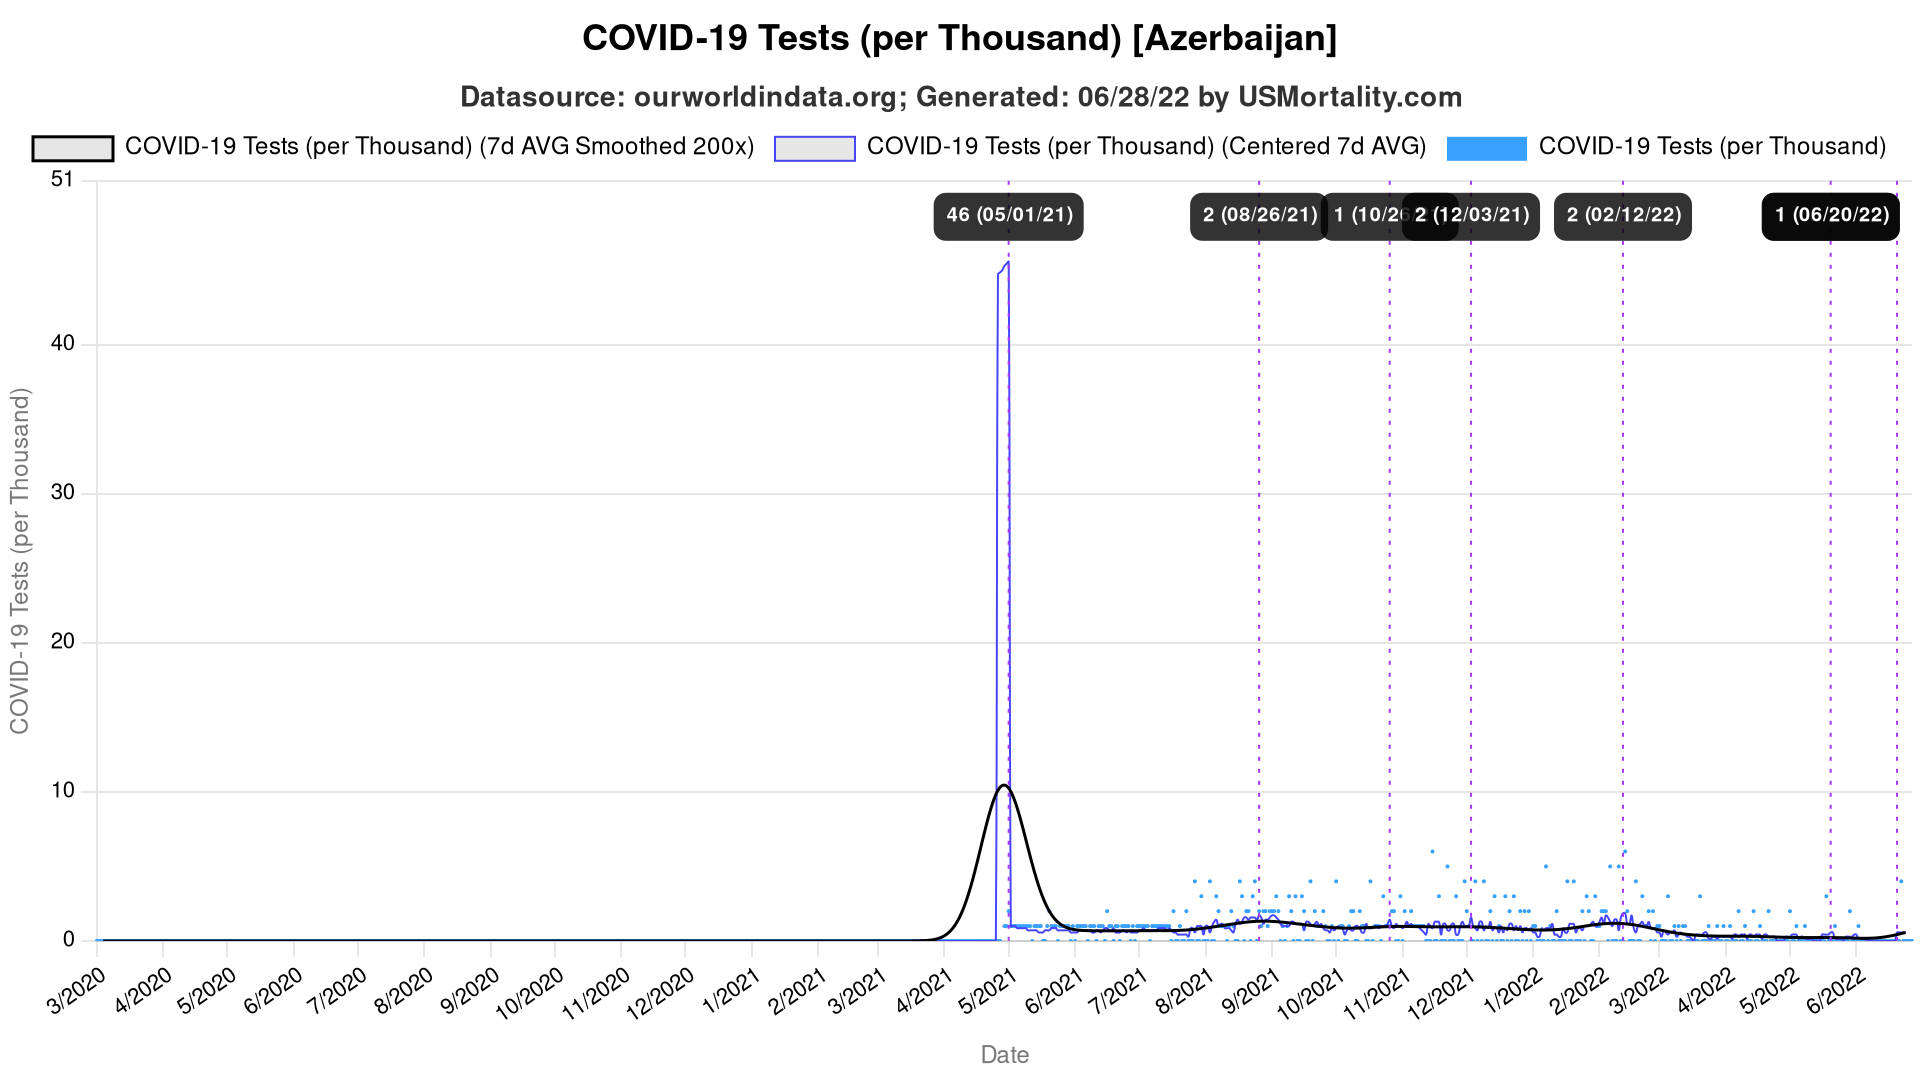 COVID-19 Tests (per Thousand) [Azerbaijan]
Datasource: ourworldindata.org; Generated: 06/28/22 by USMortality.com
COVID-19 Tests (per Thousand) (7d AVG Smoothed 200x) COVID-19 Tests (per Thousand) (Centered 7d AVG) COVID-19 Tests (per Thousand)
51
46 (05/01/21) 2 (08/26/21) 1 (10/26 2 (12/03/21) 2 (02/12/22) 1 (06/20/22)
40
30
20
10
0
COVID-19 Tests (per Thousand)
3/2020 4/2020 5/2020 6/2020 7/2020 8/2020 9/2020 10/2020 11/2020 12/2020 1/2021 2/2021 3/2021 4/2021 5/2021 6/2021 7/2021 8/2021 9/2021 10/2021 11/2021 12/2021 1/2022 2/2022 3/2022 4/2022 5/2022 6/2022
Date